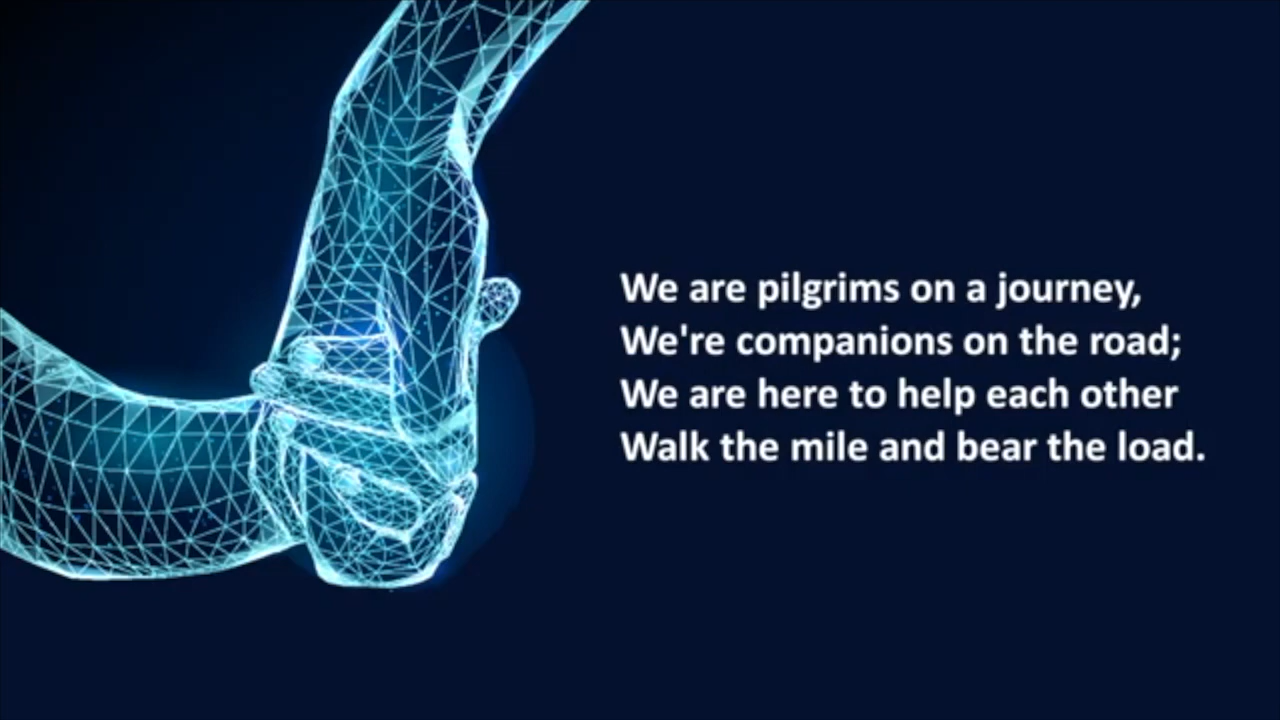 We are pilgrims on a journey,
We're companions on the road;
We are here to help each other
Walk the mile and bear the load.